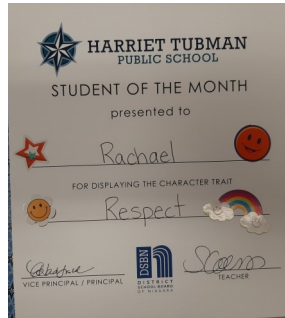 HARRIET TUBMAN
PUBLIC SCHOOL
STUDENT OF THE MONTH
presented to
Rachael
FOR DISPLAYING THE CHARACTER TRAIT
Respect
VICE PRINCIPAL / PRINCIPAL
DSBN
DISTRICT
SCHOOL BOARD
OF NIAGARA
TEACHER